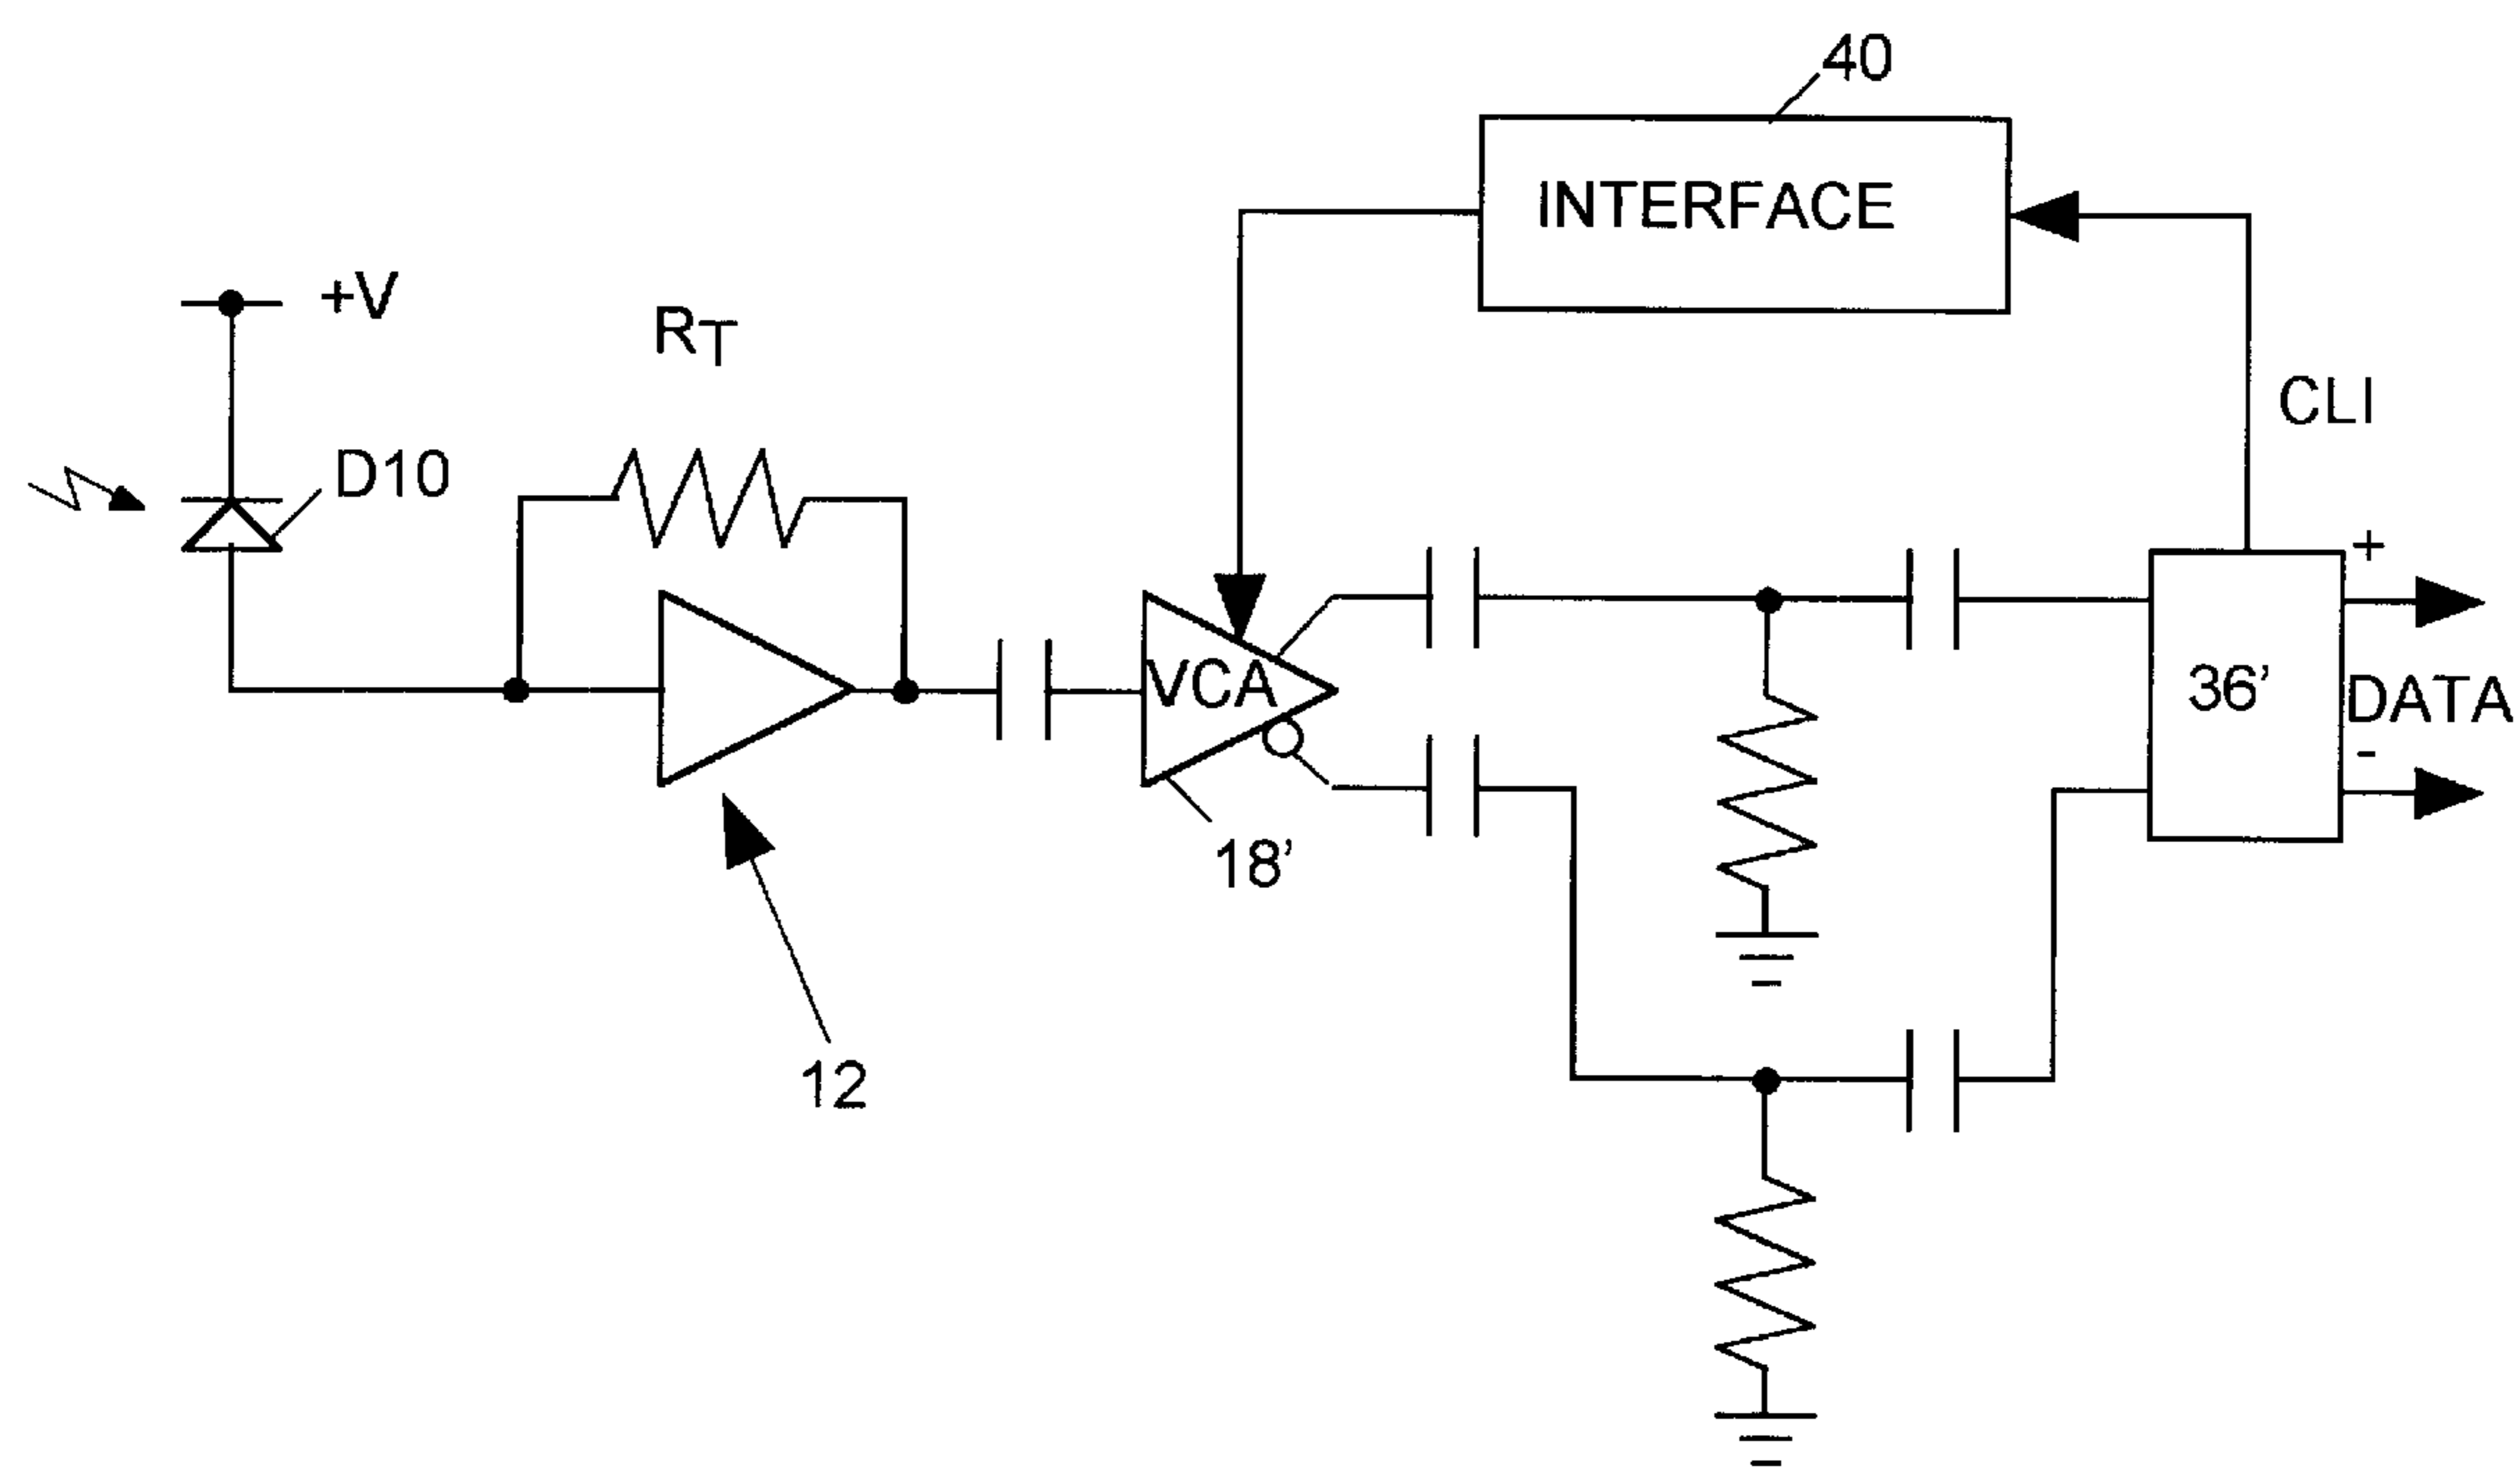 40
INTERFACE
+V
RT
CLI
D10
+
36’
VCA
DATA
-
18’
12